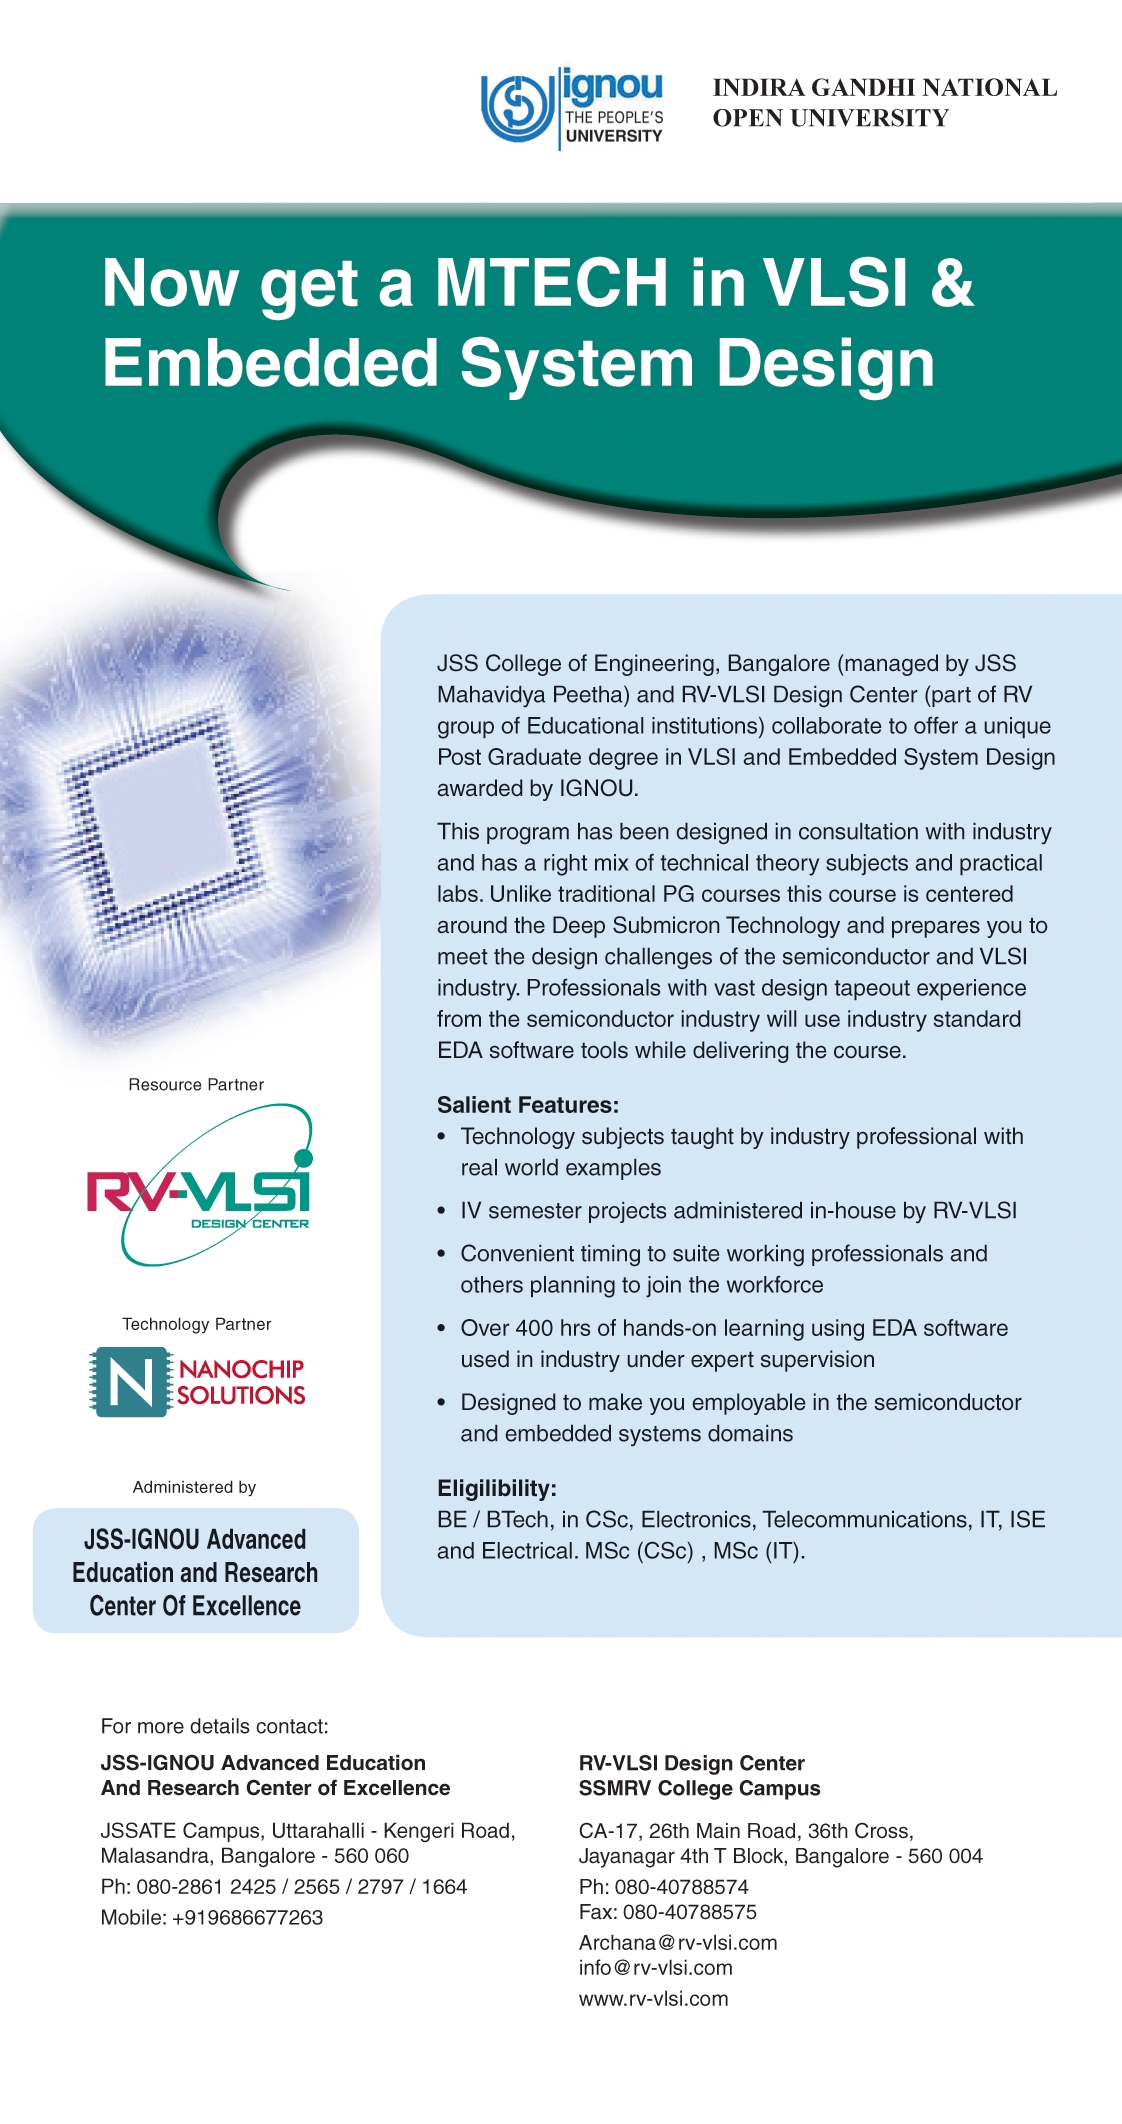 ignou
THE PEOPLE'S
UNIVERSITY
INDIRA GANDHI NATIONAL
OPEN UNIVERSITY
Now get a MTECH in VLSI &
Embedded System Design
JSS College of Engineering, Bangalore (managed by JSS
Mahavidya Peetha) and RV-VLSI Design Center (part of RV
group of Educational institutions) collaborate to offer a unique
Post Graduate degree in VLSI and Embedded System Design
awarded by IGNOU.
This program has been designed in consultation with industry
and has a right mix of technical theory subjects and practical
labs. Unlike traditional PG courses this course is centered
around the Deep Submicron Technology and prepares you to
meet the design challenges of the semiconductor and VLSI
industry. Professionals with vast design tapeout experience
from the semiconductor industry will use industry standard
EDA software tools while delivering the course.
Salient Features:
• Technology subjects taught by industry professional with
real world examples
• IV semester projects administered in-house by RV-VLSI
• Convenient timing to suite working professionals and
others planning to join the workforce
• Over 400 hrs of hands-on learning using EDA software
used in industry under expert supervision
• Designed to make you employable in the semiconductor
and embedded systems domains
Eligilibility:
BE / BTech, in CSc, Electronics, Telecommunications, IT, ISE
and Electrical. MSc (CSc) , MSc (IT).
Resource Partner
RV-VLSI
DESIGN CENTER
Technology Partner
N NANOCHIP
SOLUTIONS
Administered by
JSS-IGNOU Advanced
Education and Research
Center Of Excellence
For more details contact:
JSS-IGNOU Advanced Education
And Research Center of Excellence
JSSATE Campus, Uttarahalli - Kengeri Road,
Malasandra, Bangalore - 560 060
Ph: 080-2861 2425 / 2565 / 2797 / 1664
Mobile: +919686677263
RV-VLSI Design Center
SSMRV College Campus
CA-17, 26th Main Road, 36th Cross,
Jayanagar 4th T Block, Bangalore - 560 004
Ph: 080-40788574
Fax: 080-40788575
Archana@rv-vlsi.com
info@rv-vlsi.com
www.rv-vlsi.com